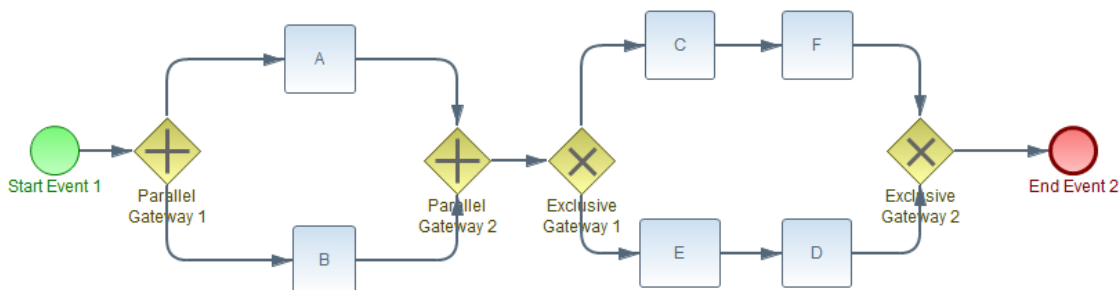 A
C
F
Start Event 1
Parallel
Gateway 1
Parallel
Gateway 2
Exclusive
Gateway 1
Exclusive
Gateway 2
End Event 2
B
E
D